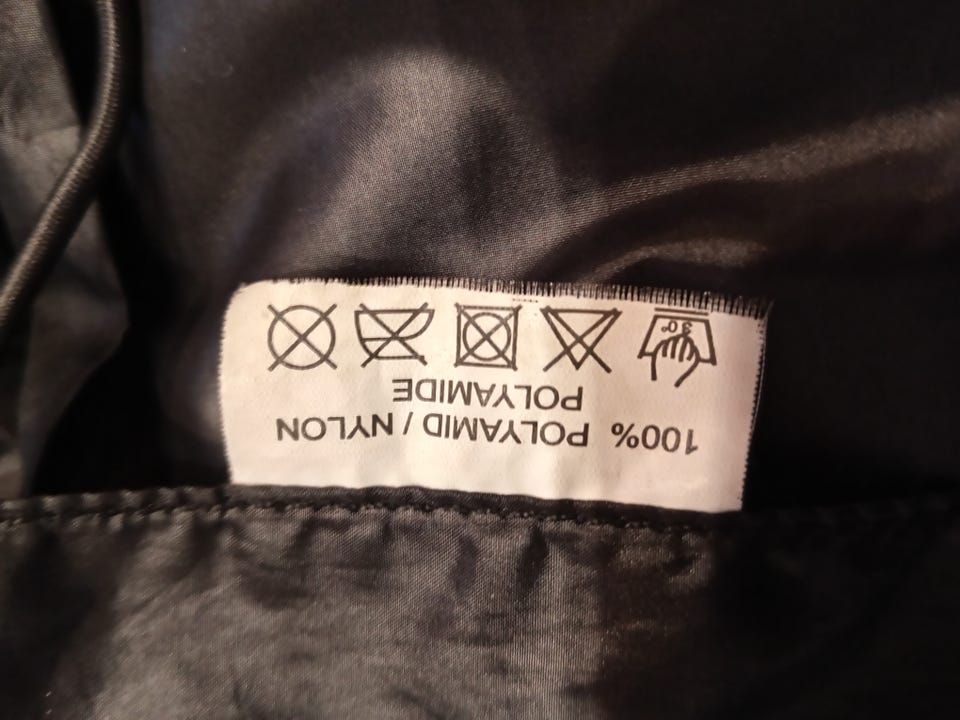 100% POLYAMID / NYLON
POLYAMIDE
30°